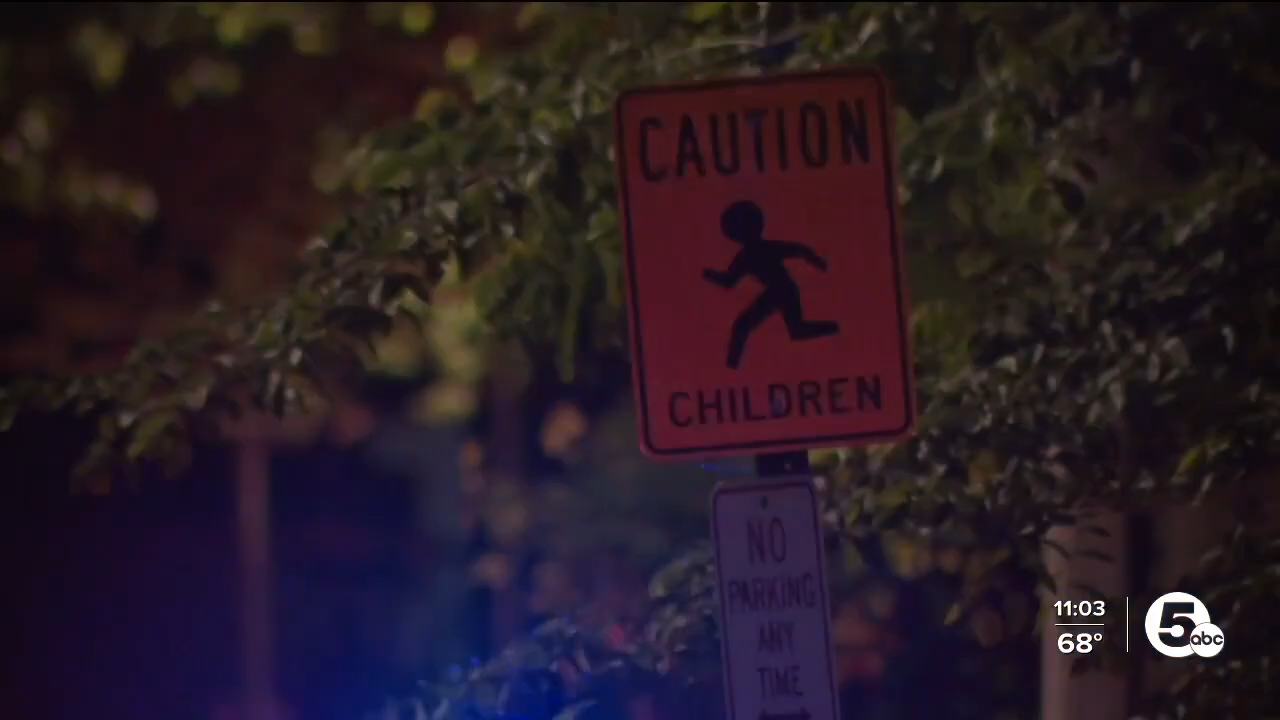 CAUTION
CHILDREN
NO
PARKING
ANY
TIME
11:03
68°
5
abc